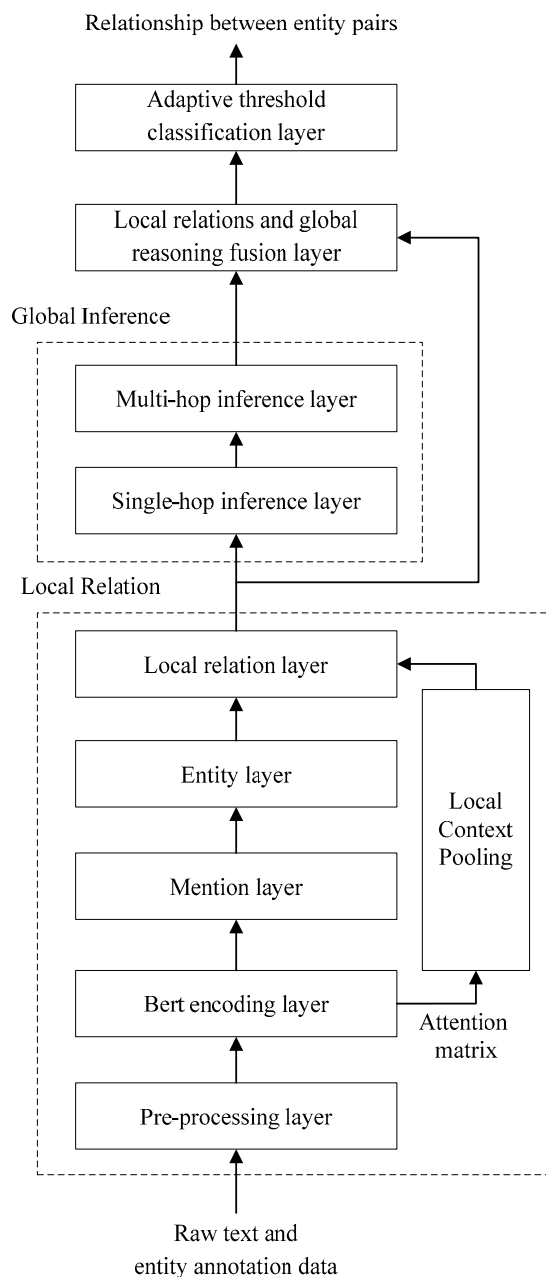 Relationship between entity pairs
Adaptive threshold
classification layer
Local relations and global
reasoning fusion layer
Global Inference
Multi-hop inference layer
Single-hop inference layer
Local Relation
Local relation layer
Entity layer
Local
Context
Pooling
Mention layer
Bert encoding layer
Attention
matrix
Pre-processing layer
Raw text and
entity annotation data